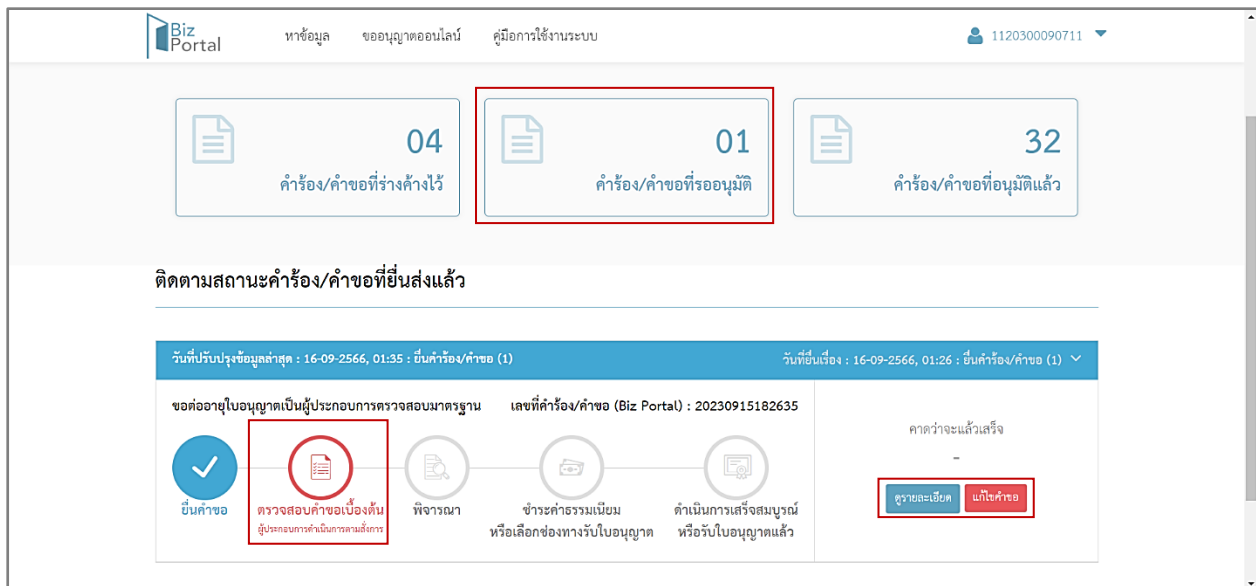 Biz
Portal
หาข้อมูล ขออนุญาตออนไลน์ คู่มือการใช้งานระบบ 1120300090711
04 01 32
คำร้อง/คำขอที่ร่างค้างไว้ คำร้อง/คำขอที่รออนุมัติ คำร้อง/คำขอที่อนุมัติแล้ว
ติดตามสถานะคำร้อง/คำขอที่ยื่นส่งแล้ว
วันที่ปรับปรุงข้อมูลล่าสุด : 16-09-2566, 01:35 : ยื่นคำร้อง/คำขอ (1) วันที่ยื่นเรื่อง : 16-09-2566, 01:26 : ยื่นคำร้อง/คำขอ (1)
ขอต่ออายุใบอนุญาตเป็นผู้ประกอบการตรวจสอบมาตรฐาน เลขที่คำร้อง/คำขอ (Biz Portal) : 20230915182635
คาดว่าจะแล้วเสร็จ
-
ดูรายละเอียด แก้ไขคำขอ
ยื่นคำขอ ตรวจสอบคำขอเบื้องต้น พิจารณา ชำระค่าธรรมเนียม ดำเนินการเสร็จสมบูรณ์
ผู้ประกอบการดำเนินการตามสั่งการ หรือเลือกช่องทางรับใบอนุญาต หรือรับใบอนุญาตแล้ว